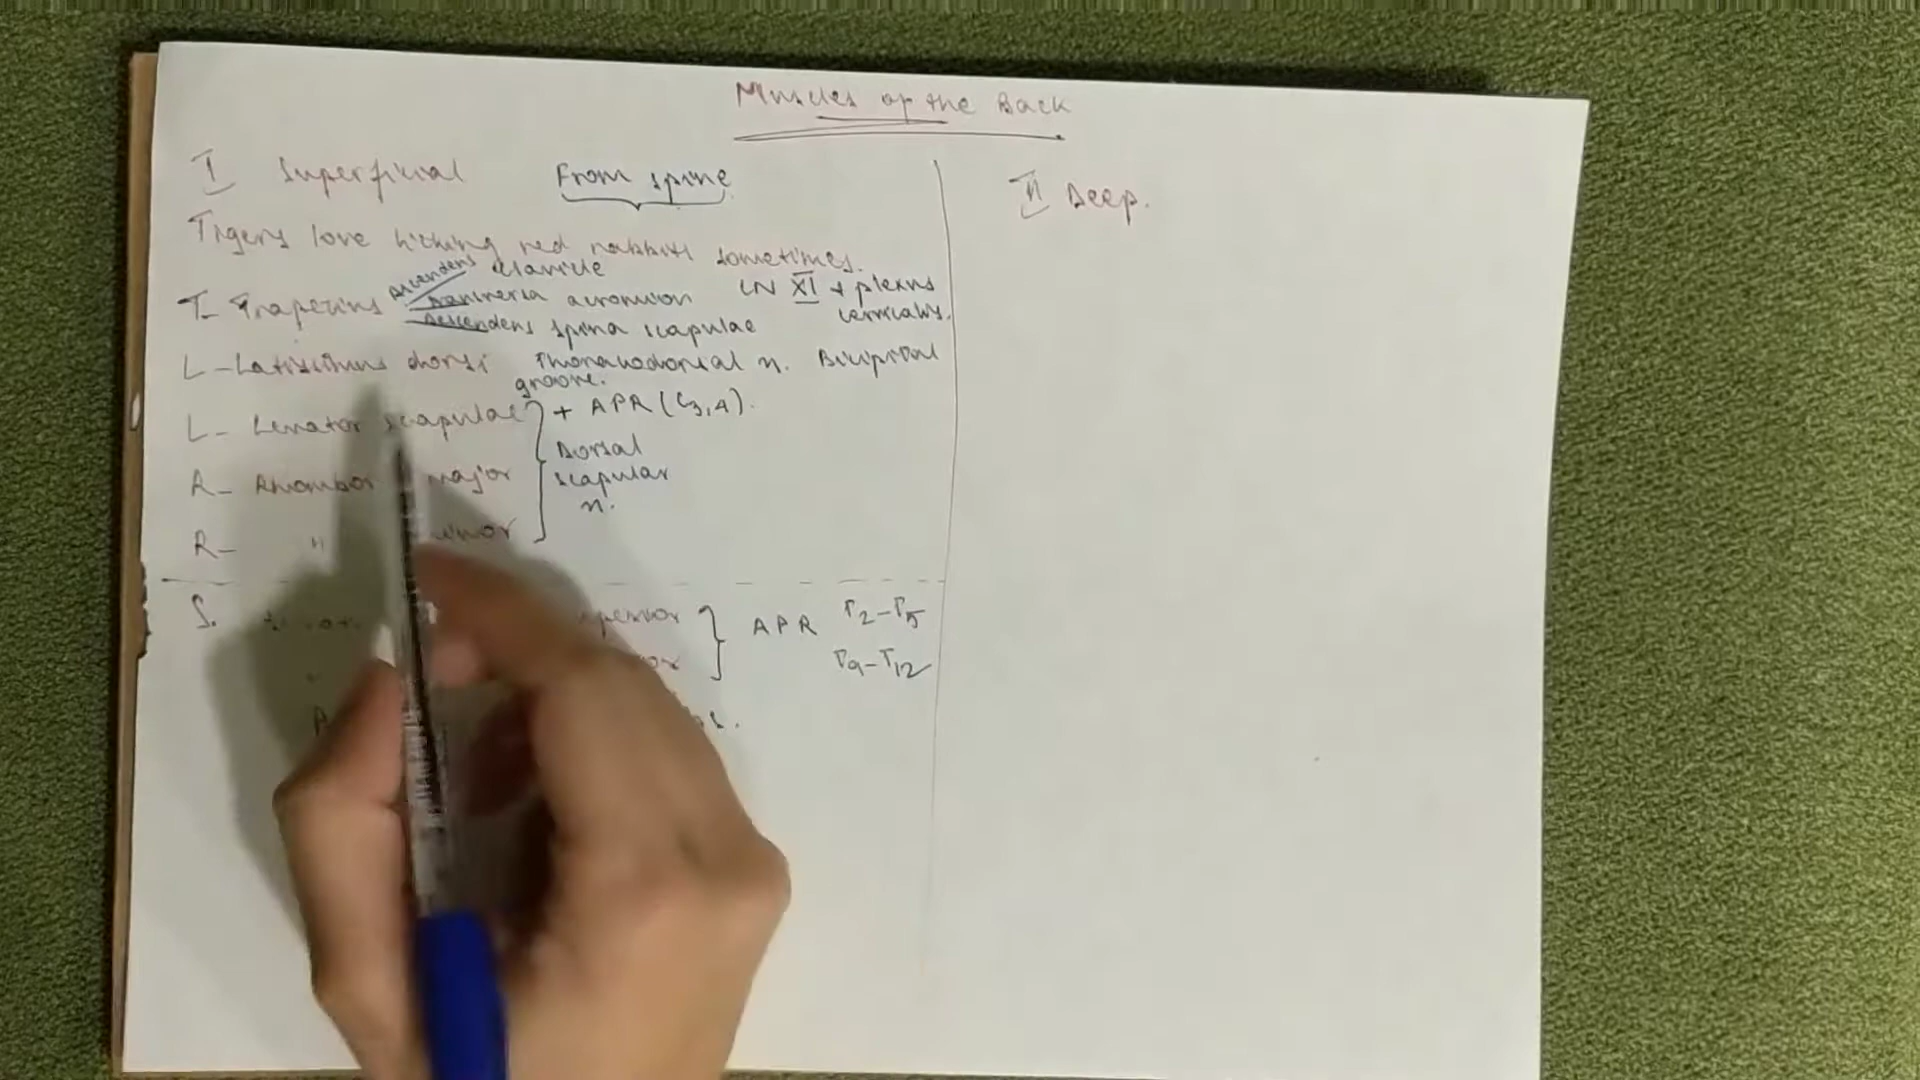 Muscles of the Back
I Superficial From spine
Tigers love kicking red rabbits sometimes.
Ascendens clavicle
T- Trapezius Transversa acromion CN XI + plexus
Descendens spina scapulae cervicalis.
L- Latissimus dorsi Thoracodorsal n. Bicipital
groove.
L- Levator scapulae + APR (C3,4).
Dorsal
R- major scapular
n.
R- "
S. APR T2-T5
T9-T12
II Deep.